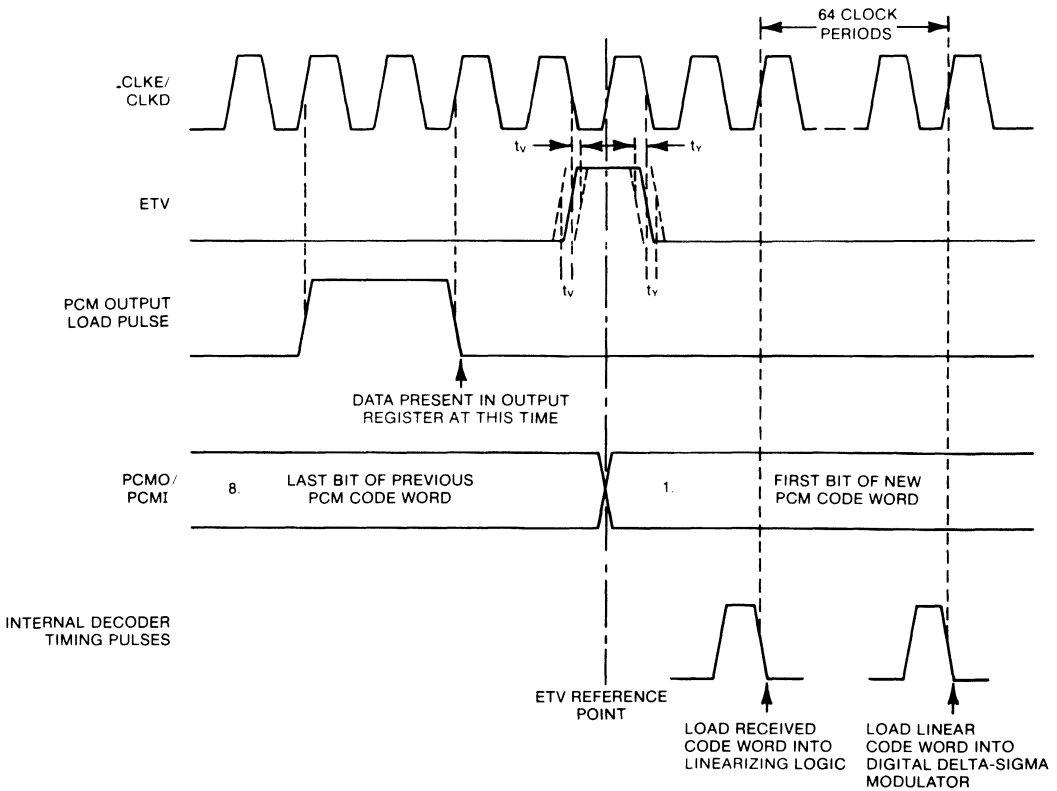 64 CLOCK
PERIODS
CLKE/
CLKD
tv
tY
ETV
tv
tY
PCM OUTPUT
LOAD PULSE
DATA PRESENT IN OUTPUT
REGISTER AT THIS TIME
PCMO/
PCMI
8.
LAST BIT OF PREVIOUS
PCM CODE WORD
1.
FIRST BIT OF NEW
PCM CODE WORD
INTERNAL DECODER
TIMING PULSES
ETV REFERENCE
POINT
LOAD RECEIVED
CODE WORD INTO
LINEARIZING LOGIC
LOAD LINEAR
CODE WORD INTO
DIGITAL DELTA-SIGMA
MODULATOR